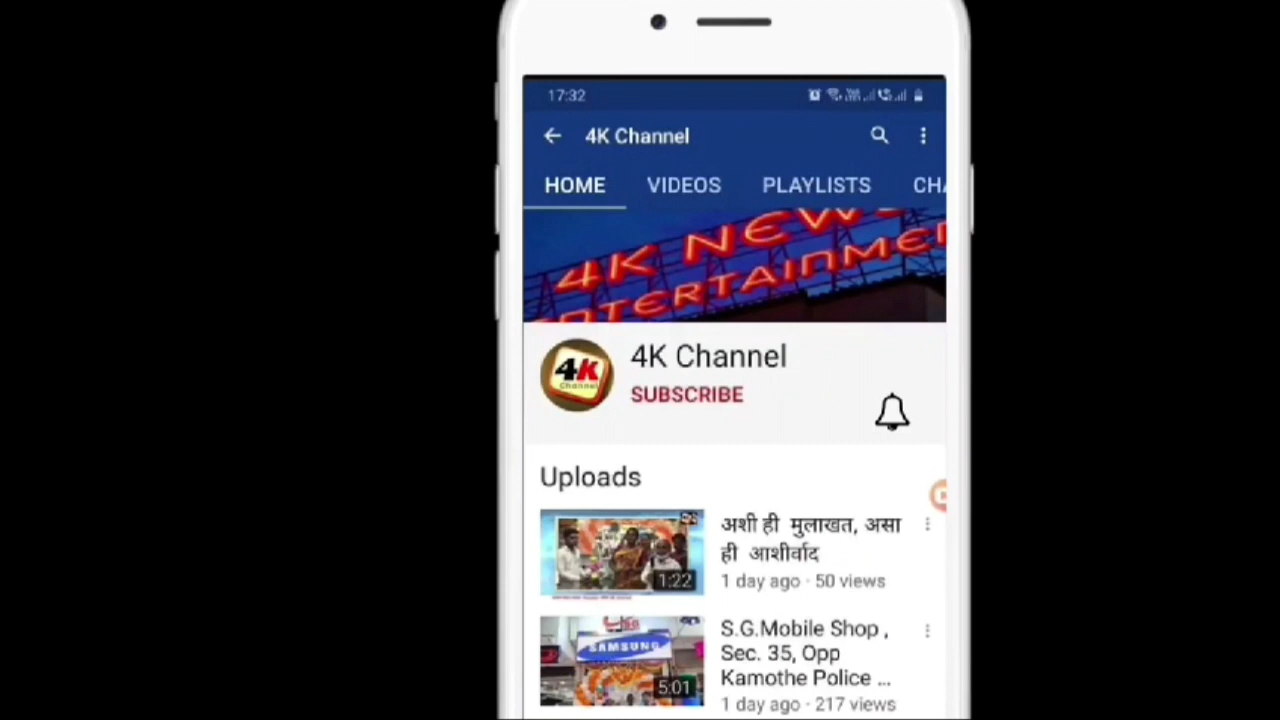 17:32
4K Channel
HOME VIDEOS PLAYLISTS CHA
4K NEWS
ENTERTAINMEN
4K
Channel
4K Channel
SUBSCRIBE
Uploads
अशी ही मुलाखत, असा
ही आशीर्वाद
1:22
1 day ago · 50 views
SAMSUNG
S.G.Mobile Shop ,
Sec. 35, Opp
Kamothe Police ...
5:01
1 day ago · 217 views